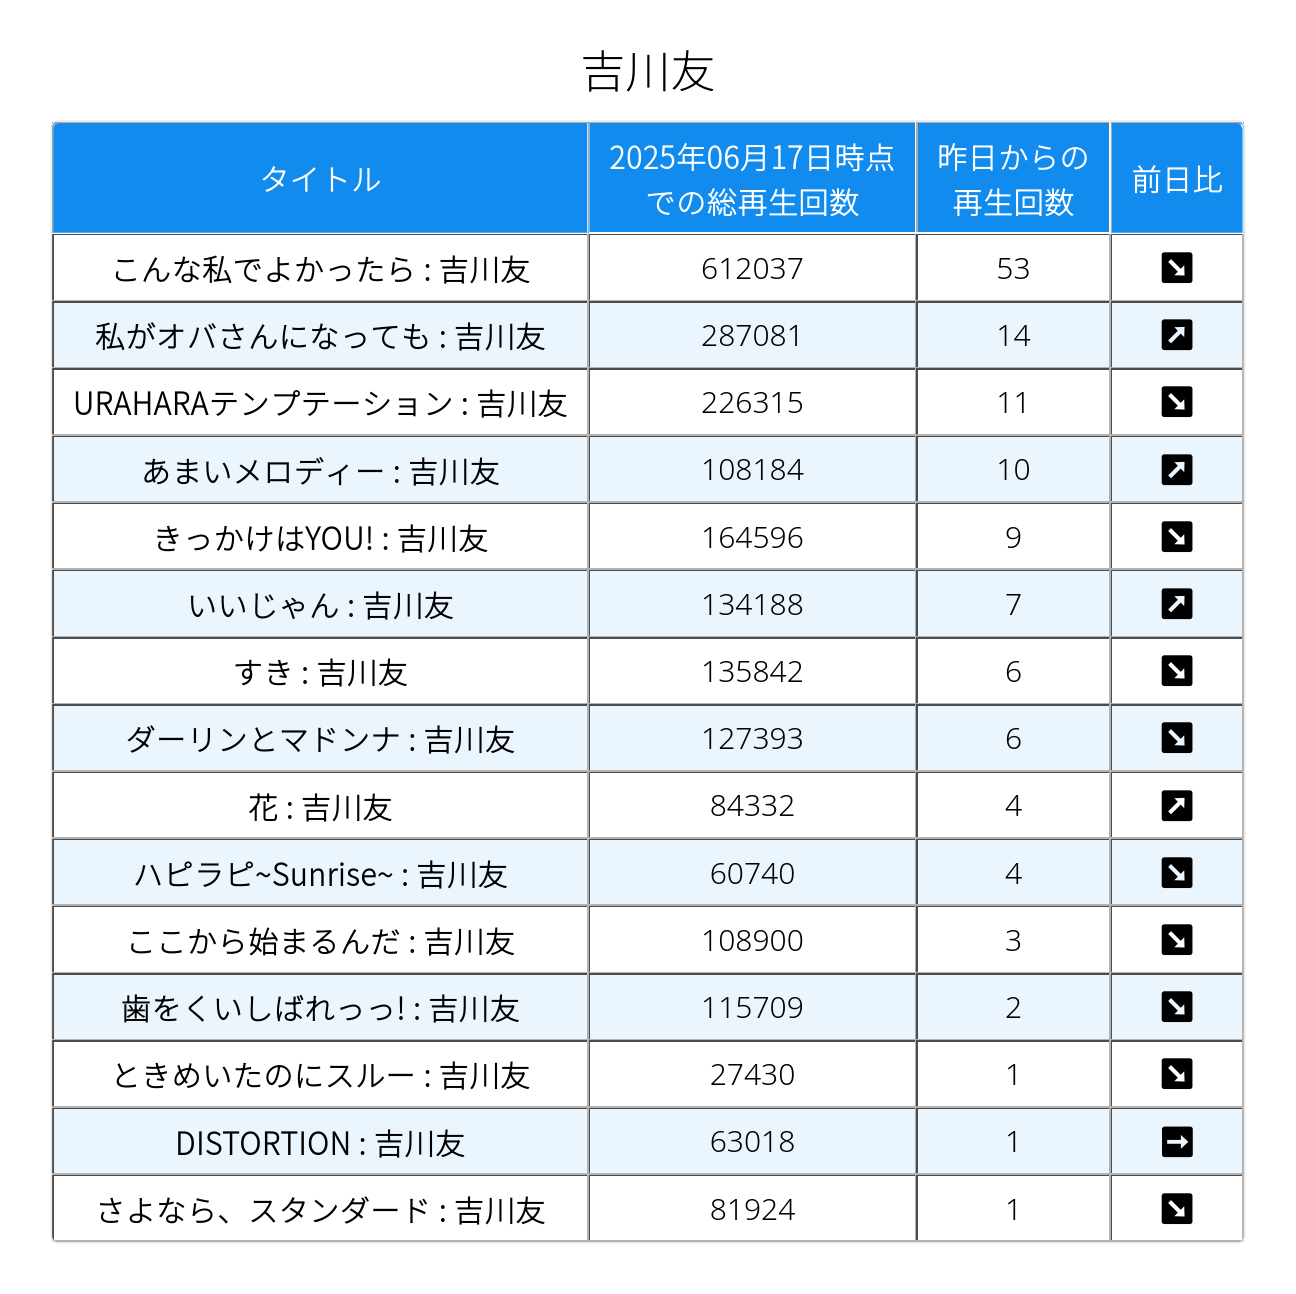 吉川友
タイトル
2025年06月17日時点
での総再生回数
昨日からの
再生回数
前日比
こんな私でよかったら : 吉川友 612037 53 ↘
私がオバさんになっても : 吉川友 287081 14 ↗
URAHARAテンプテーション : 吉川友 226315 11 ↘
あまいメロディー : 吉川友 108184 10 ↗
きっかけはYOU! : 吉川友 164596 9 ↘
いいじゃん : 吉川友 134188 7 ↗
すき : 吉川友 135842 6 ↘
ダーリンとマドンナ : 吉川友 127393 6 ↘
花 : 吉川友 84332 4 ↗
ハピラピ~Sunrise~ : 吉川友 60740 4 ↘
ここから始まるんだ : 吉川友 108900 3 ↘
歯をくいしばれっっ! : 吉川友 115709 2 ↘
ときめいたのにスルー : 吉川友 27430 1 ↘
DISTORTION : 吉川友 63018 1 →
さよなら、スタンダード : 吉川友 81924 1 ↘